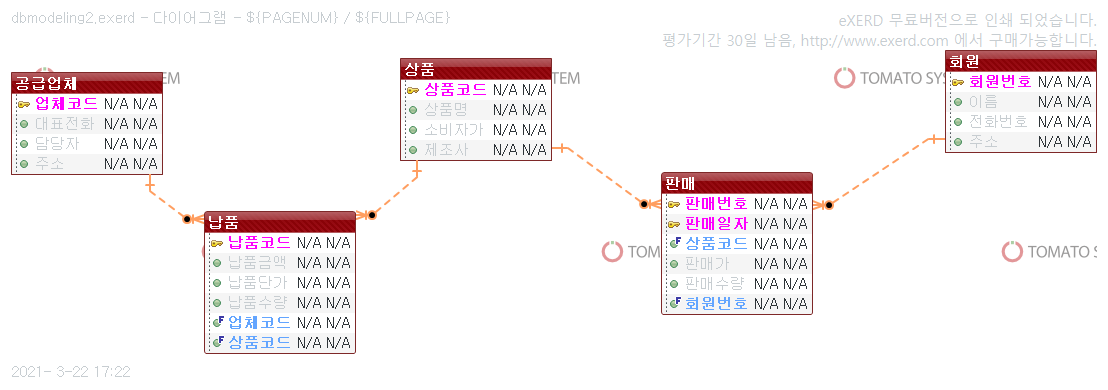 dbmodeling2.exerd - 다이어그램 - ${PAGENUM} / ${FULLPAGE}
eXERD 무료버전으로 인쇄 되었습니다.
평가기간 30일 남음, http://www.exerd.com 에서 구매가능합니다.
공급업체
업체코드 N/A N/A
대표전화 N/A N/A
담당자 N/A N/A
주소 N/A N/A
STEM
상품
상품코드 N/A N/A
상품명 N/A N/A
소비자가 N/A N/A
제조사 N/A N/A
TEM
TOMATO SY
회원
회원번호 N/A N/A
이름 N/A N/A
전화번호 N/A N/A
주소 N/A N/A
납품
납품코드 N/A N/A
납품금액 N/A N/A
납품단가 N/A N/A
납품수량 N/A N/A
업체코드 N/A N/A
상품코드 N/A N/A
TOMA
판매
판매번호 N/A N/A
판매일자 N/A N/A
상품코드 N/A N/A
판매가 N/A N/A
판매수량 N/A N/A
회원번호 N/A N/A
TOMATO S
2021- 3-22 17:22